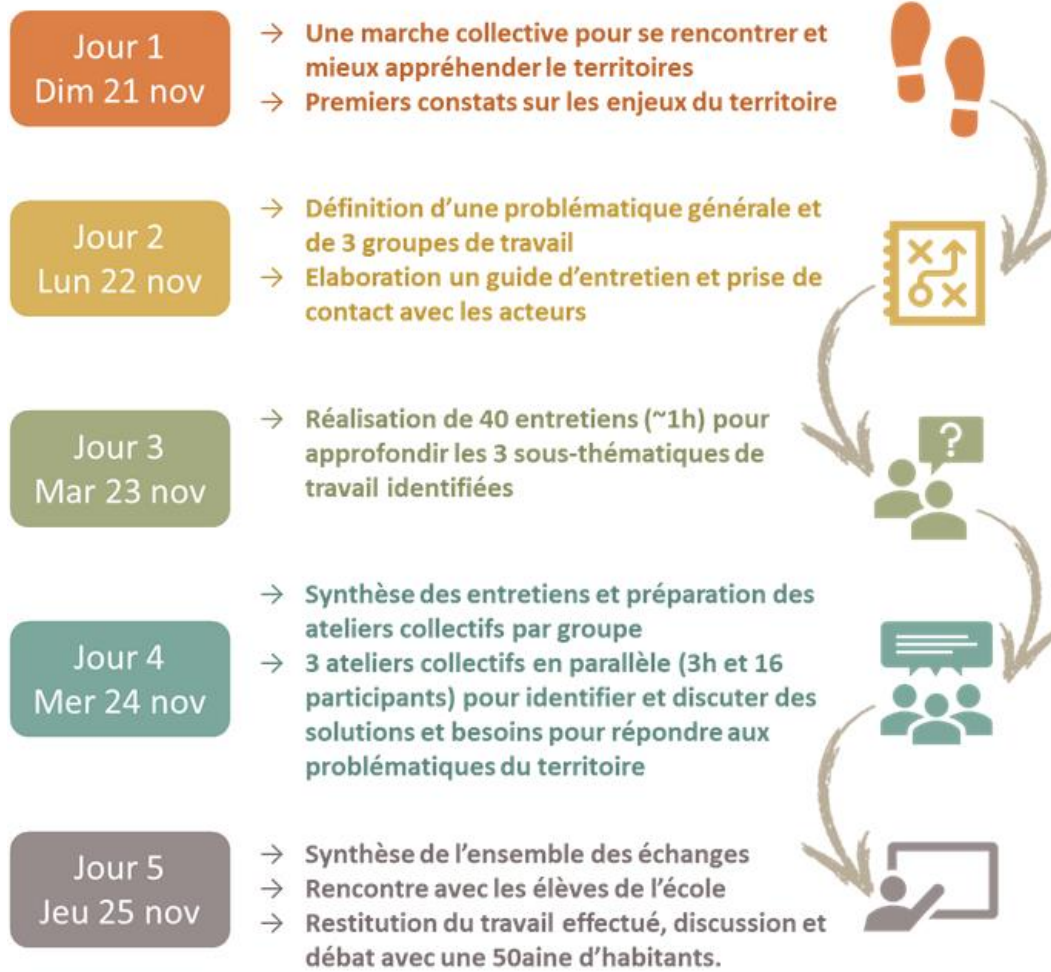 Jour 1
Dim 21 nov
→ Une marche collective pour se rencontrer et
mieux appréhender le territoires
→ Premiers constats sur les enjeux du territoire
Jour 2
Lun 22 nov
→ Définition d'une problématique générale et
de 3 groupes de travail
→ Elaboration un guide d'entretien et prise de
contact avec les acteurs
Jour 3
Mar 23 nov
→ Réalisation de 40 entretiens (~1h) pour
approfondir les 3 sous-thématiques de
travail identifiées
?
Jour 4
Mer 24 nov
→ Synthèse des entretiens et préparation des
ateliers collectifs par groupe
→ 3 ateliers collectifs en parallèle (3h et 16
participants) pour identifier et discuter des
solutions et besoins pour répondre aux
problématiques du territoire
Jour 5
Jeu 25 nov
→ Synthèse de l'ensemble des échanges
→ Rencontre avec les élèves de l'école
→ Restitution du travail effectué, discussion et
débat avec une 50aine d'habitants.